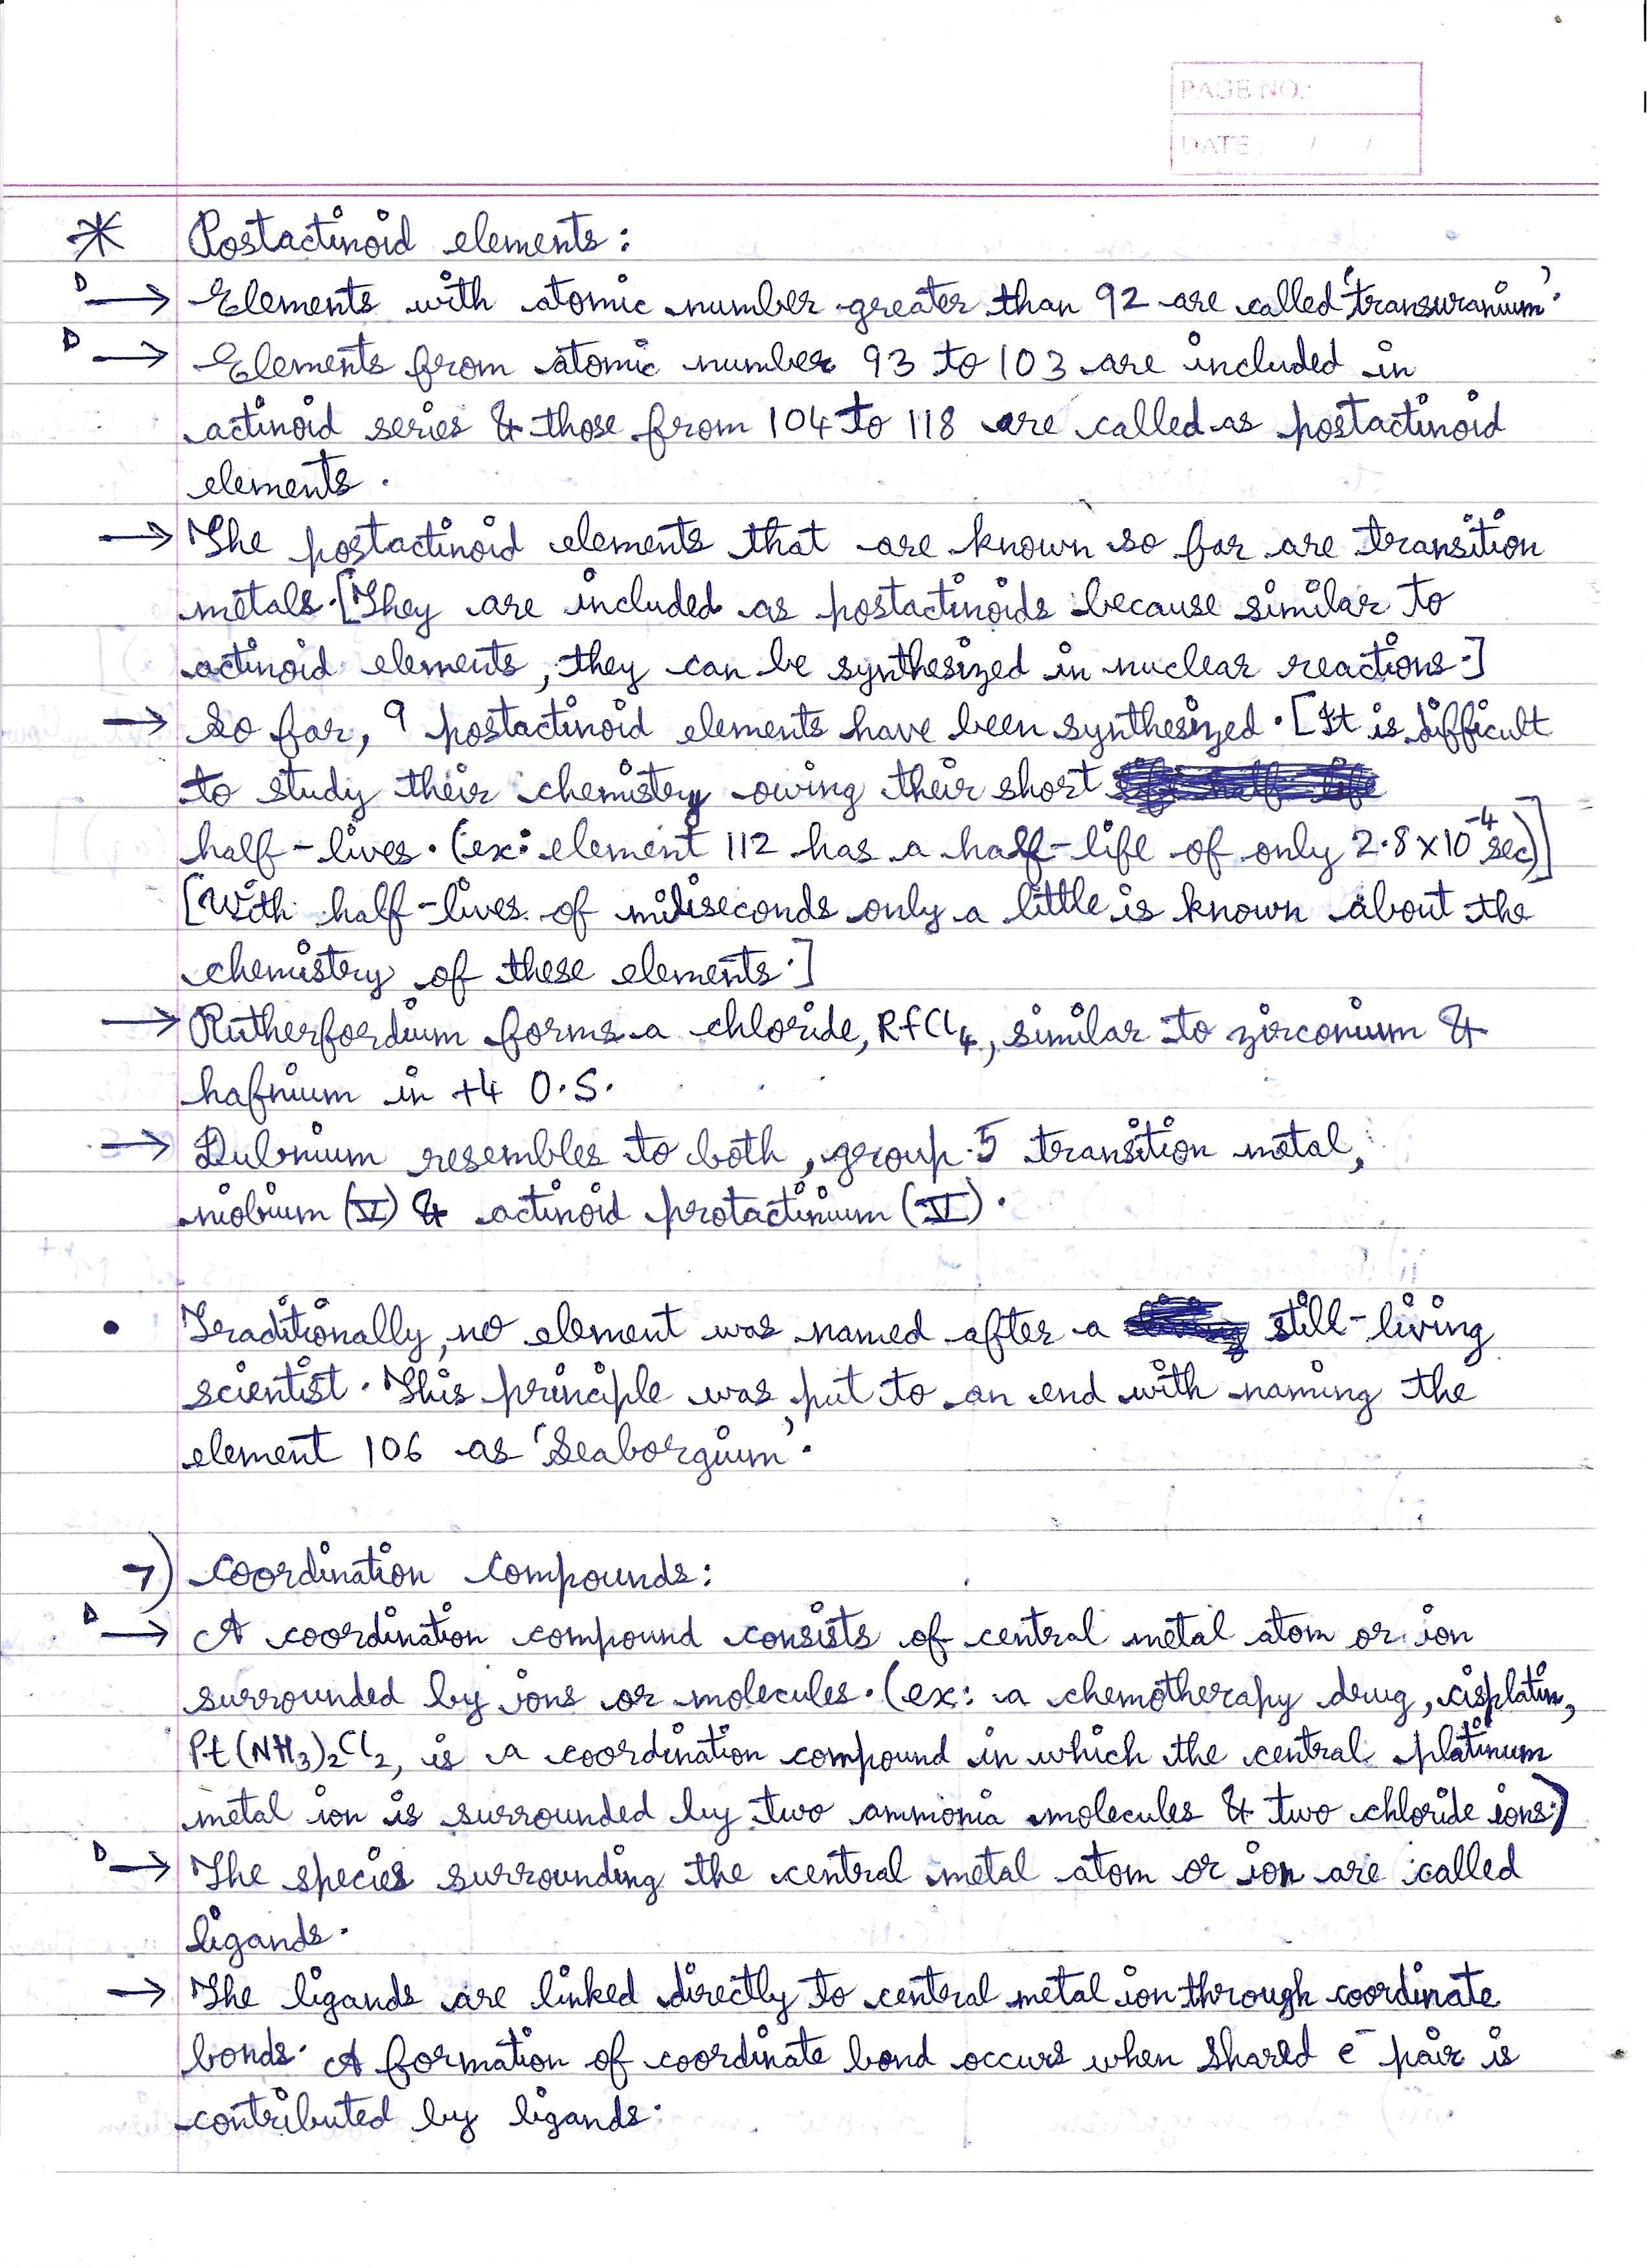 PAGE NO.:
DATE: / /
* Postactinoid elements:
D → Elements with atomic number greater than 92 are called 'transuranium'.
D → Elements from atomic number 93 to 103 are included in
actinoid series & those from 104 to 118 are called as postactinoid
elements.
→ The postactinoid elements that are known so far are transition
metals. [They are included as postactinoids because similar to
actinoid elements, they can be synthesized in nuclear reactions.]
→ So far, 9 postactinoid elements have been synthesized. [It is difficult
to study their chemistry owing their short
half-lives. (ex: element 112 has a half-life of only 2.8 x 10⁻⁴ sec)]
[With half-lives of miliseconds only a little is known about the
chemistry of these elements.]
→ Rutherfordium forms a chloride, RfCl₄, similar to zirconium &
hafnium in +4 O.S.
→ Dubnium resembles to both, group 5 transition metal,
niobium (V) & actinoid protactinium (V).
• Traditionally, no element was named after a still-living
scientist. This principle was put to an end with naming the
element 106 as 'Seaborgium'.
7) Coordination Compounds:
D → A coordination compound consists of central metal atom or ion
surrounded by ions or molecules. (ex: a chemotherapy drug, cisplatin,
Pt(NH₃)₂Cl₂, is a coordination compound in which the central platinum
metal ion is surrounded by two ammonia molecules & two chloride ions.)
D → The species surrounding the central metal atom or ion are called
ligands.
→ The ligands are linked directly to central metal ion through coordinate
bonds. A formation of coordinate bond occurs when shared e⁻ pair is
contributed by ligands.